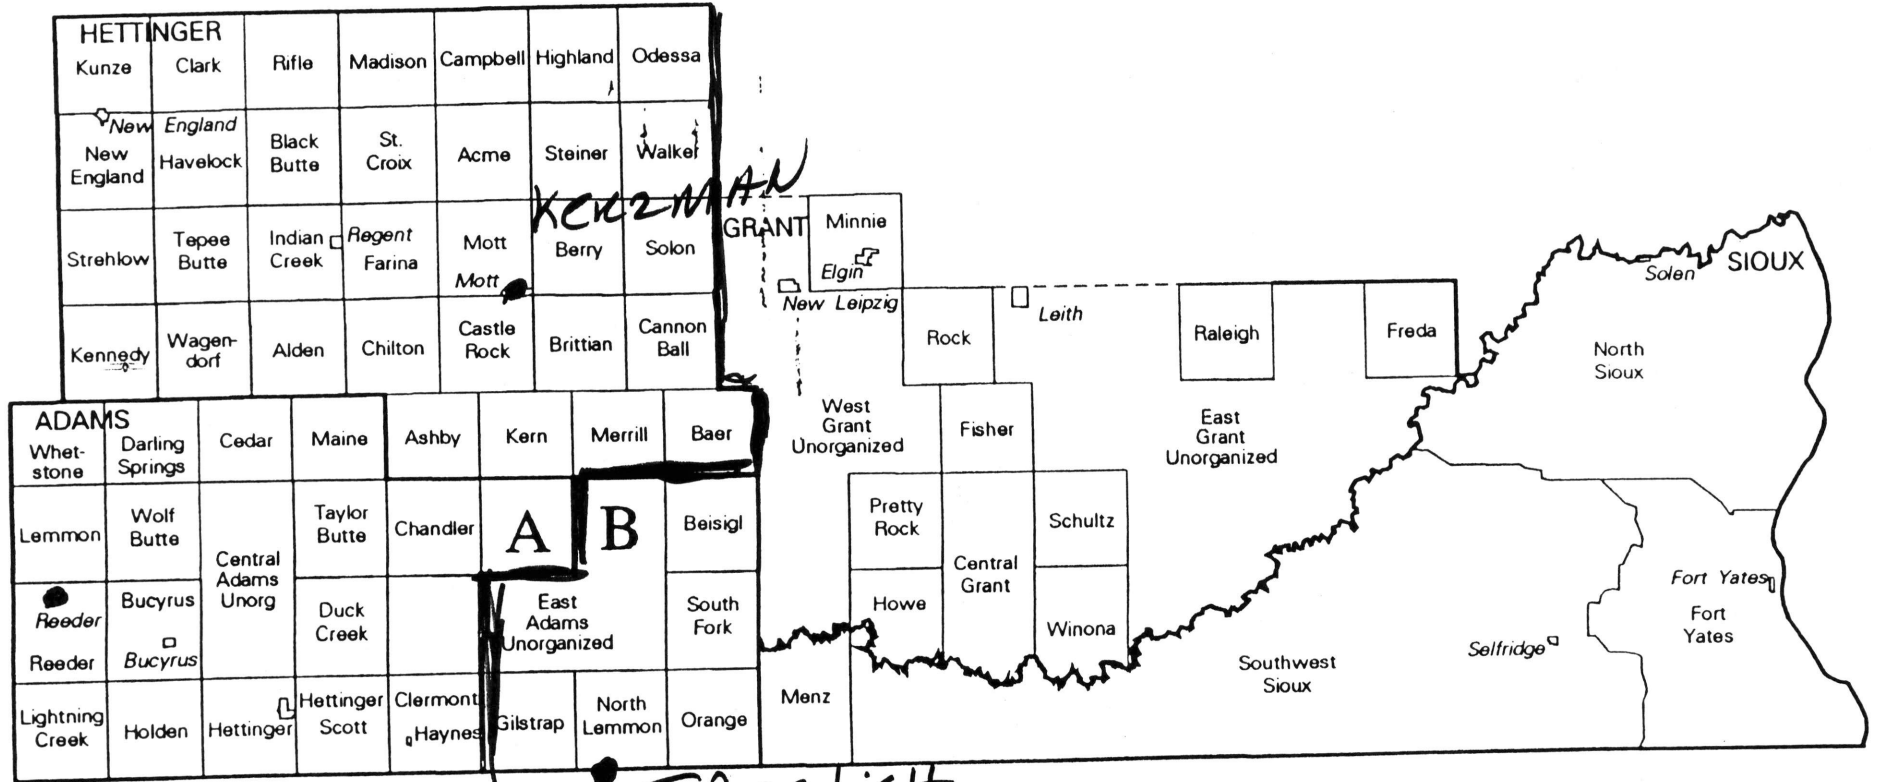 HETTINGER
Kunze
Clark
Rifle
Madison
Campbell
Highland
Odessa
New England
New
England
Havelock
Black
Butte
St.
Croix
Acme
Steiner
Walker
KERZMAN
Strehlow
Tepee
Butte
Indian
Creek
Regent
Farina
Mott
Mott
Berry
Solon
Kennedy
Wagen-
dorf
Alden
Chilton
Castle
Rock
Brittian
Cannon
Ball
GRANT
Minnie
Elgin
New Leipzig
Rock
Leith
Raleigh
Freda
Solen
SIOUX
North
Sioux
West
Grant
Unorganized
Fisher
East
Grant
Unorganized
ADAMS
Whet-
stone
Darling
Springs
Cedar
Maine
Ashby
Kern
Merrill
Baer
Lemmon
Wolf
Butte
Central
Adams
Unorg
Taylor
Butte
Chandler
A
B
Beisigl
Pretty
Rock
Central
Grant
Schultz
Reeder
Reeder
Bucyrus
Bucyrus
Duck
Creek
East
Adams
Unorganized
South
Fork
Howe
Winona
Fort Yates
Fort
Yates
Selfridge
Southwest
Sioux
Lightning
Creek
Holden
Hettinger
Hettinger
Scott
Clermont
Haynes
Gilstrap
North
Lemmon
Orange
Menz